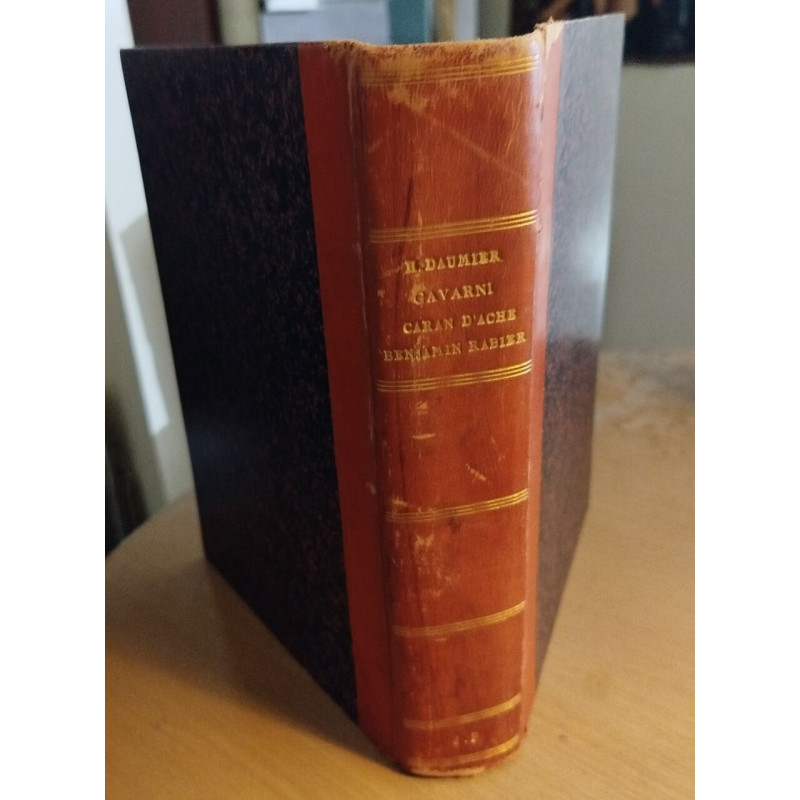 H. DAUMIER
GAVARNI
CARAN D'ACHE
BENJAMIN RABIER